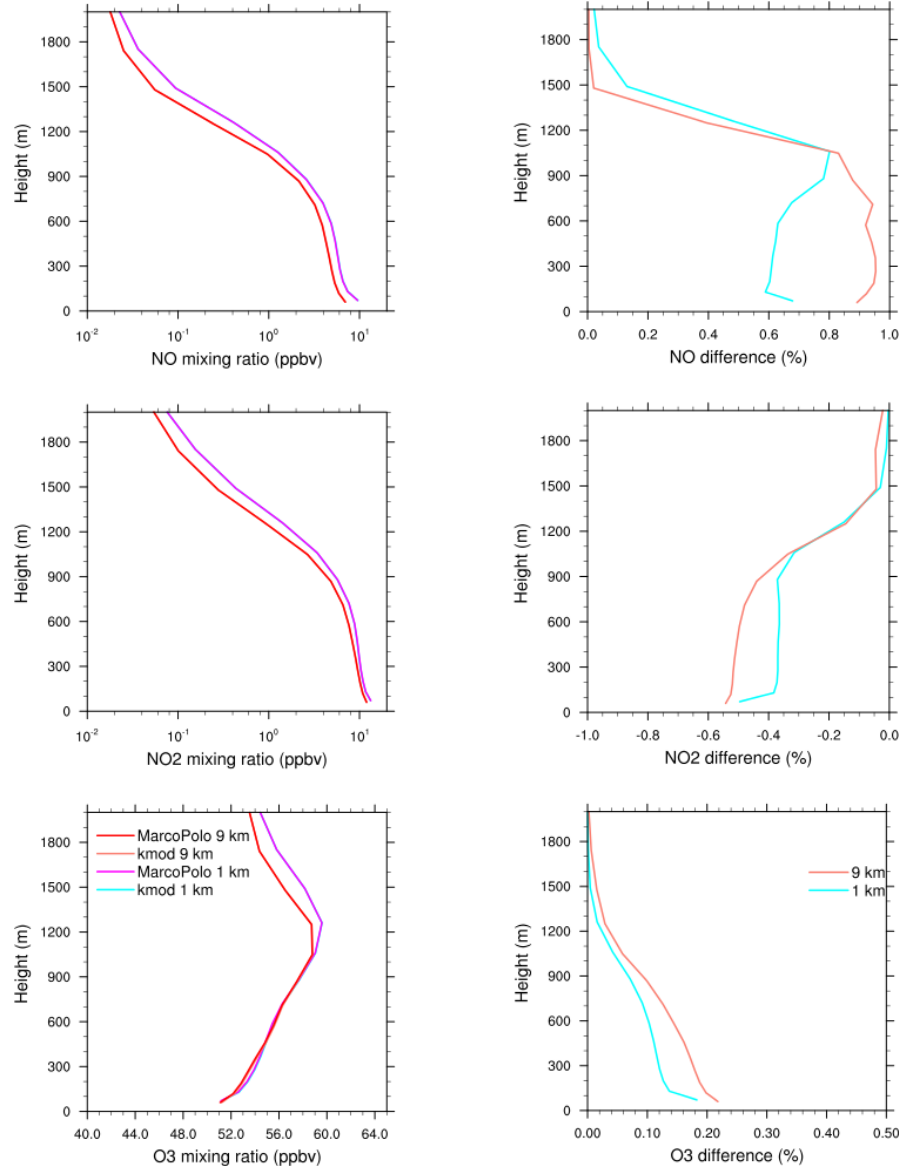 1800
1500
1200
900
600
300
0
Height (m)
10-2 10-1 100 101
NO mixing ratio (ppbv)
1800
1500
1200
900
600
300
0
Height (m)
0.0 0.2 0.4 0.6 0.8 1.0
NO difference (%)
1800
1500
1200
900
600
300
0
Height (m)
10-2 10-1 100 101
NO2 mixing ratio (ppbv)
1800
1500
1200
900
600
300
0
Height (m)
-1.0 -0.8 -0.6 -0.4 -0.2 0.0
NO2 difference (%)
MarcoPolo 9 km
kmod 9 km
MarcoPolo 1 km
kmod 1 km
1800
1500
1200
900
600
300
0
Height (m)
40.0 44.0 48.0 52.0 56.0 60.0 64.0
O3 mixing ratio (ppbv)
9 km
1 km
1800
1500
1200
900
600
300
0
Height (m)
0.00 0.10 0.20 0.30 0.40 0.50
O3 difference (%)